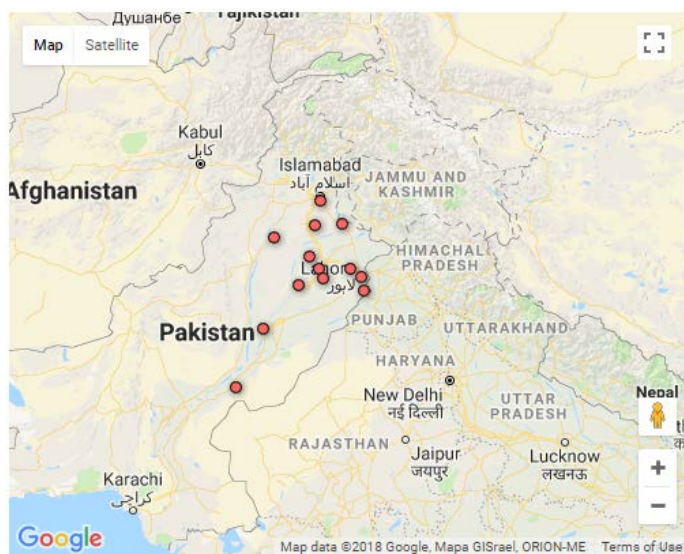 Душанбе
Tajikistan
Map Satellite
Kabul
کابل
Islamabad
اسلام آباد
JAMMU AND
KASHMIR
Afghanistan
HIMACHAL
PRADESH
لاہور
Pakistan
PUNJAB
UTTARAKHAND
HARYANA
New Delhi
नई दिल्ली
Nepal
UTTAR
PRADESH
RAJASTHAN
Jaipur
जयपुर
Lucknow
लखनऊ
Karachi
کراچی
+
−
Google
Map data ©2018 Google, Mapa GISrael, ORION-ME Terms of Use